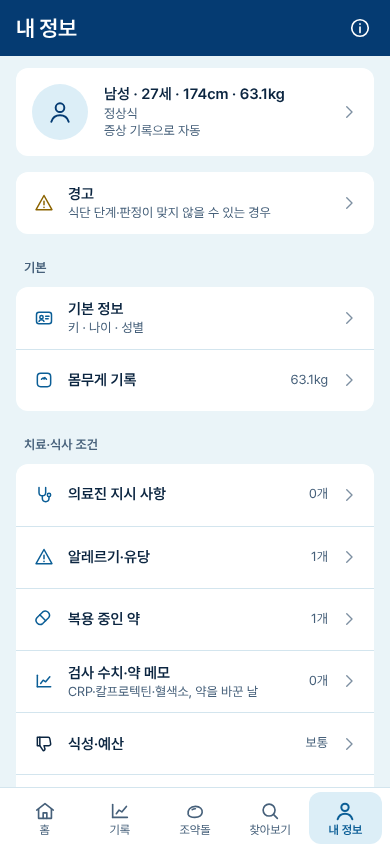 내 정보
남성 · 27세 · 174cm · 63.1kg
정상식
증상 기록으로 자동
경고
식단 단계·판정이 맞지 않을 수 있는 경우
기본
기본 정보
키 · 나이 · 성별
몸무게 기록 63.1kg
치료·식사 조건
의료진 지시 사항 0개
알레르기·유당 1개
복용 중인 약 1개
검사 수치·약 메모 0개
CRP·칼프로텍틴·혈색소, 약을 바꾼 날
식성·예산 보통
홈 기록 조약돌 찾아보기 내 정보